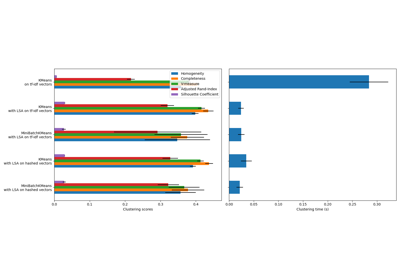 Homogeneity
Completeness
V-measure
Adjusted Rand-Index
Silhouette Coefficient
KMeans
on tf-idf vectors
KMeans
with LSA on tf-idf vectors
MiniBatchKMeans
with LSA on tf-idf vectors
KMeans
with LSA on hashed vectors
MiniBatchKMeans
with LSA on hashed vectors
0.0 0.1 0.2 0.3 0.4
Clustering scores
0.00 0.05 0.10 0.15 0.20 0.25 0.30
Clustering time (s)